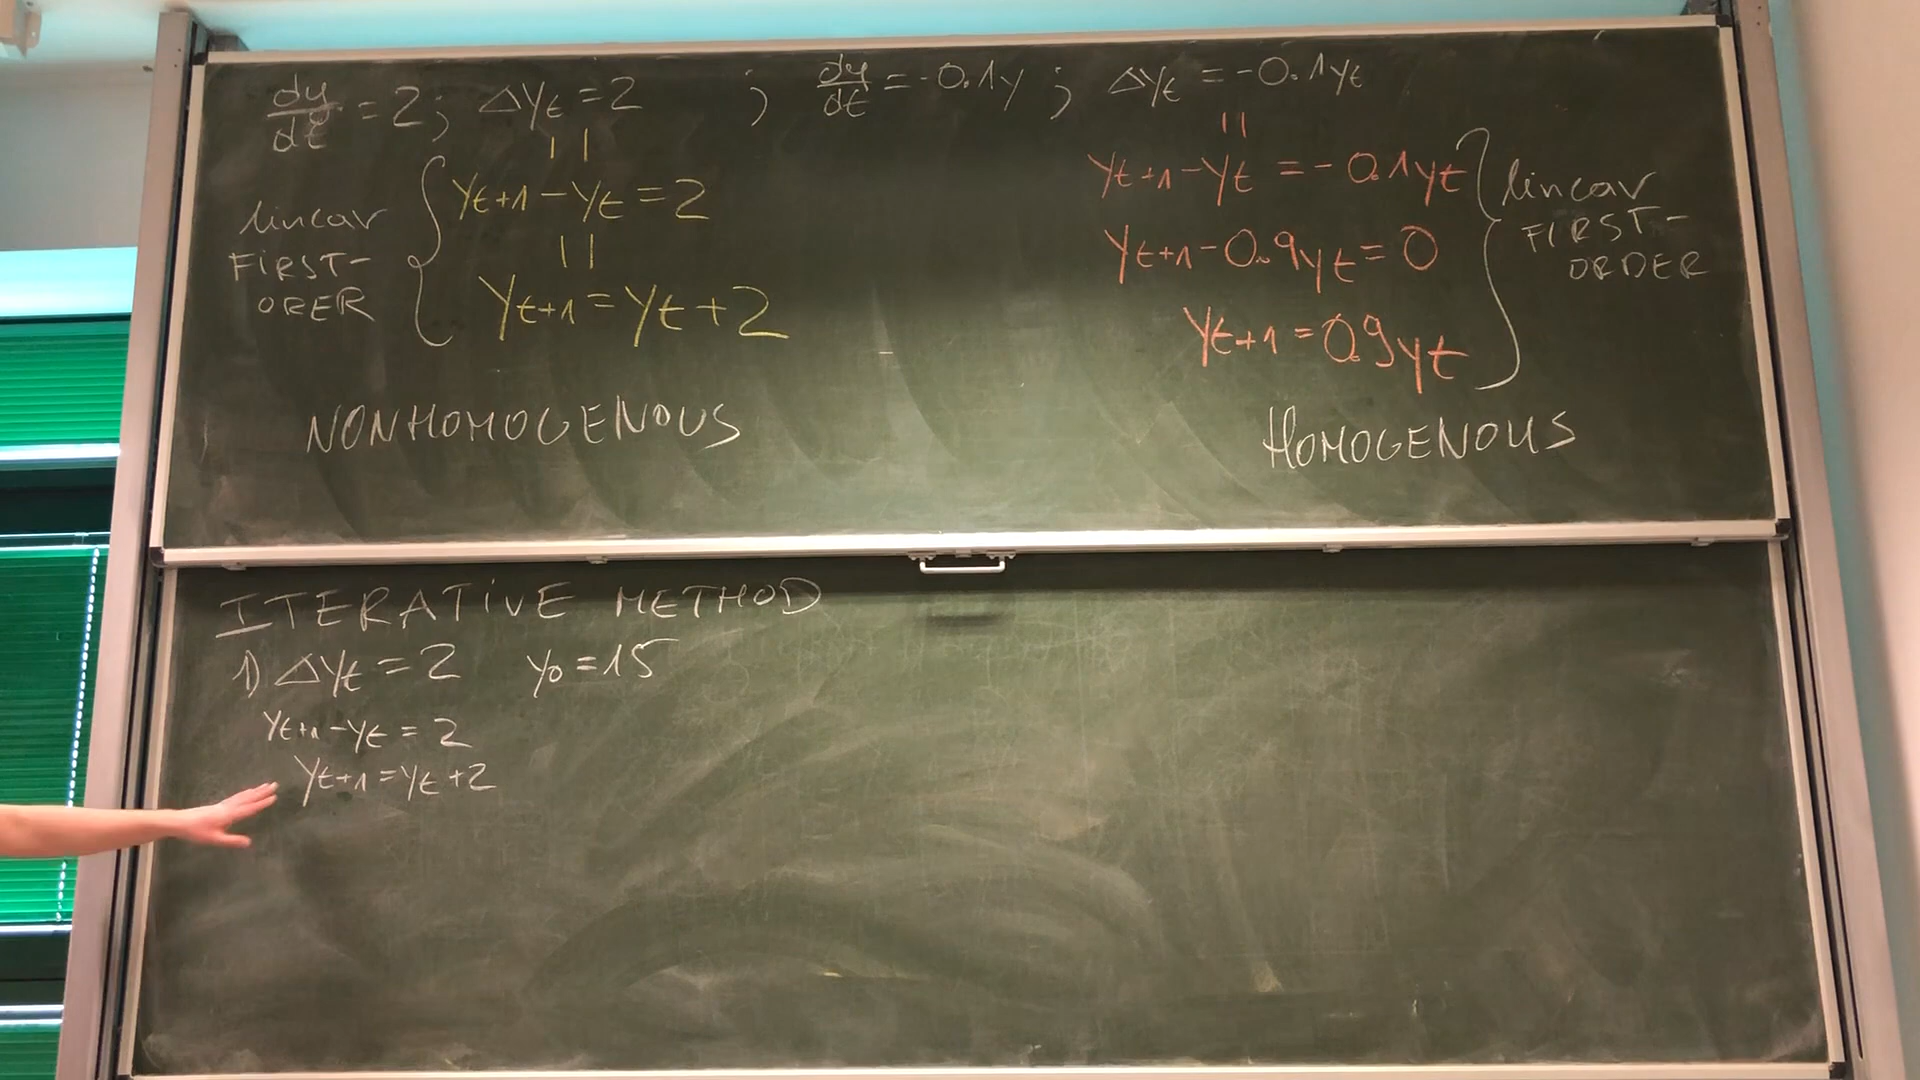 dy/dt = 2; Δyt = 2 ; dy/dt = -0.1y ; Δyt = -0.1yt
||
yt+1 - yt = 2
||
yt+1 = yt + 2
linear
FIRST-
ORER
NONHOMOGENOUS
||
yt+1 - yt = -0.1yt
yt+1 - 0.9yt = 0
yt+1 = 0.9yt
linear
FIRST-
ORDER
HOMOGENOUS
ITERATIVE METHOD
1) Δyt = 2 y0 = 15
yt+1 - yt = 2
yt+1 = yt + 2